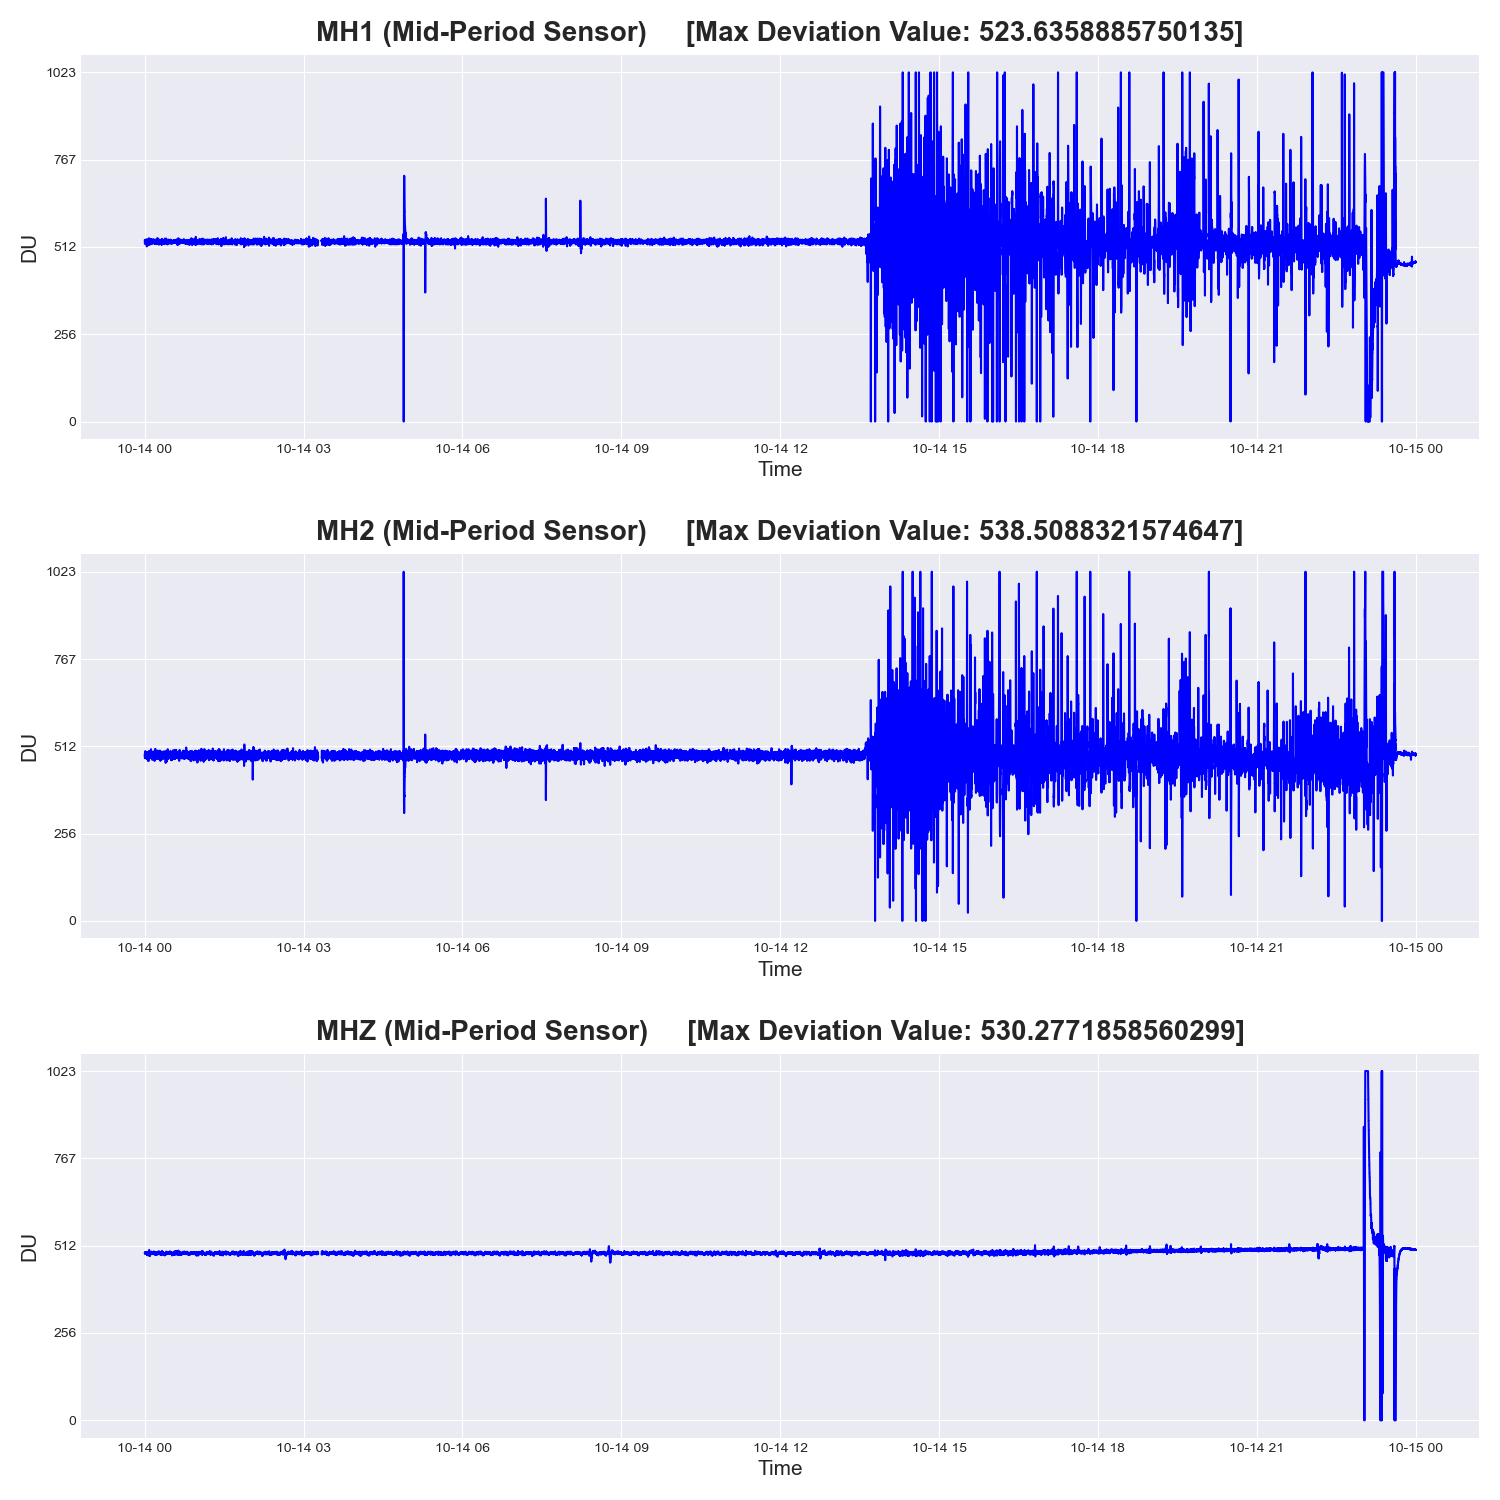 MH1 (Mid-Period Sensor)     [Max Deviation Value: 523.6358885750135]
1023
767
512
256
0
DU
10-14 00 10-14 03 10-14 06 10-14 09 10-14 12 10-14 15 10-14 18 10-14 21 10-15 00
Time
MH2 (Mid-Period Sensor)     [Max Deviation Value: 538.5088321574647]
1023
767
512
256
0
DU
10-14 00 10-14 03 10-14 06 10-14 09 10-14 12 10-14 15 10-14 18 10-14 21 10-15 00
Time
MHZ (Mid-Period Sensor)     [Max Deviation Value: 530.2771858560299]
1023
767
512
256
0
DU
10-14 00 10-14 03 10-14 06 10-14 09 10-14 12 10-14 15 10-14 18 10-14 21 10-15 00
Time